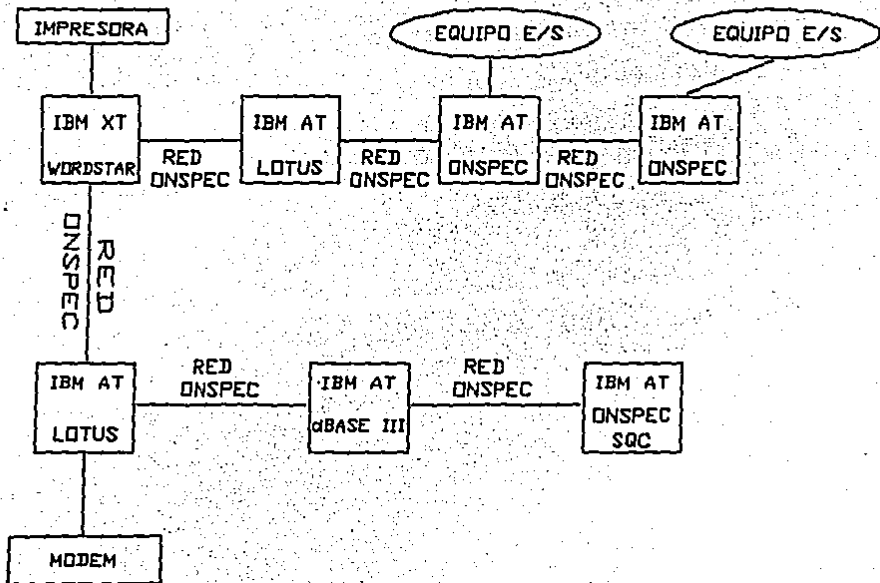 IMPRESORA
EQUIPO E/S
EQUIPO E/S
IBM XT
WORDSTAR
RED
ONSPEC
IBM AT
LOTUS
RED
ONSPEC
IBM AT
ONSPEC
RED
ONSPEC
IBM AT
ONSPEC
RED
ONSPEC
IBM AT
LOTUS
RED
ONSPEC
IBM AT
dBASE III
RED
ONSPEC
IBM AT
ONSPEC
SQC
MODEM